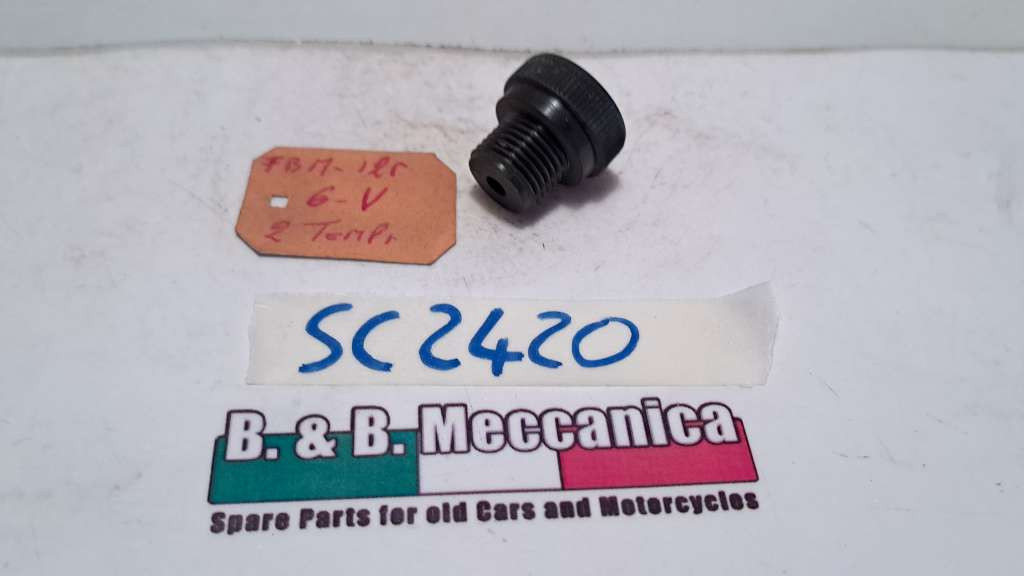 FBM-125
6-V
2 Tempi
SC2420
B. & B. Meccanica
Spare Parts for old Cars and Motorcycles